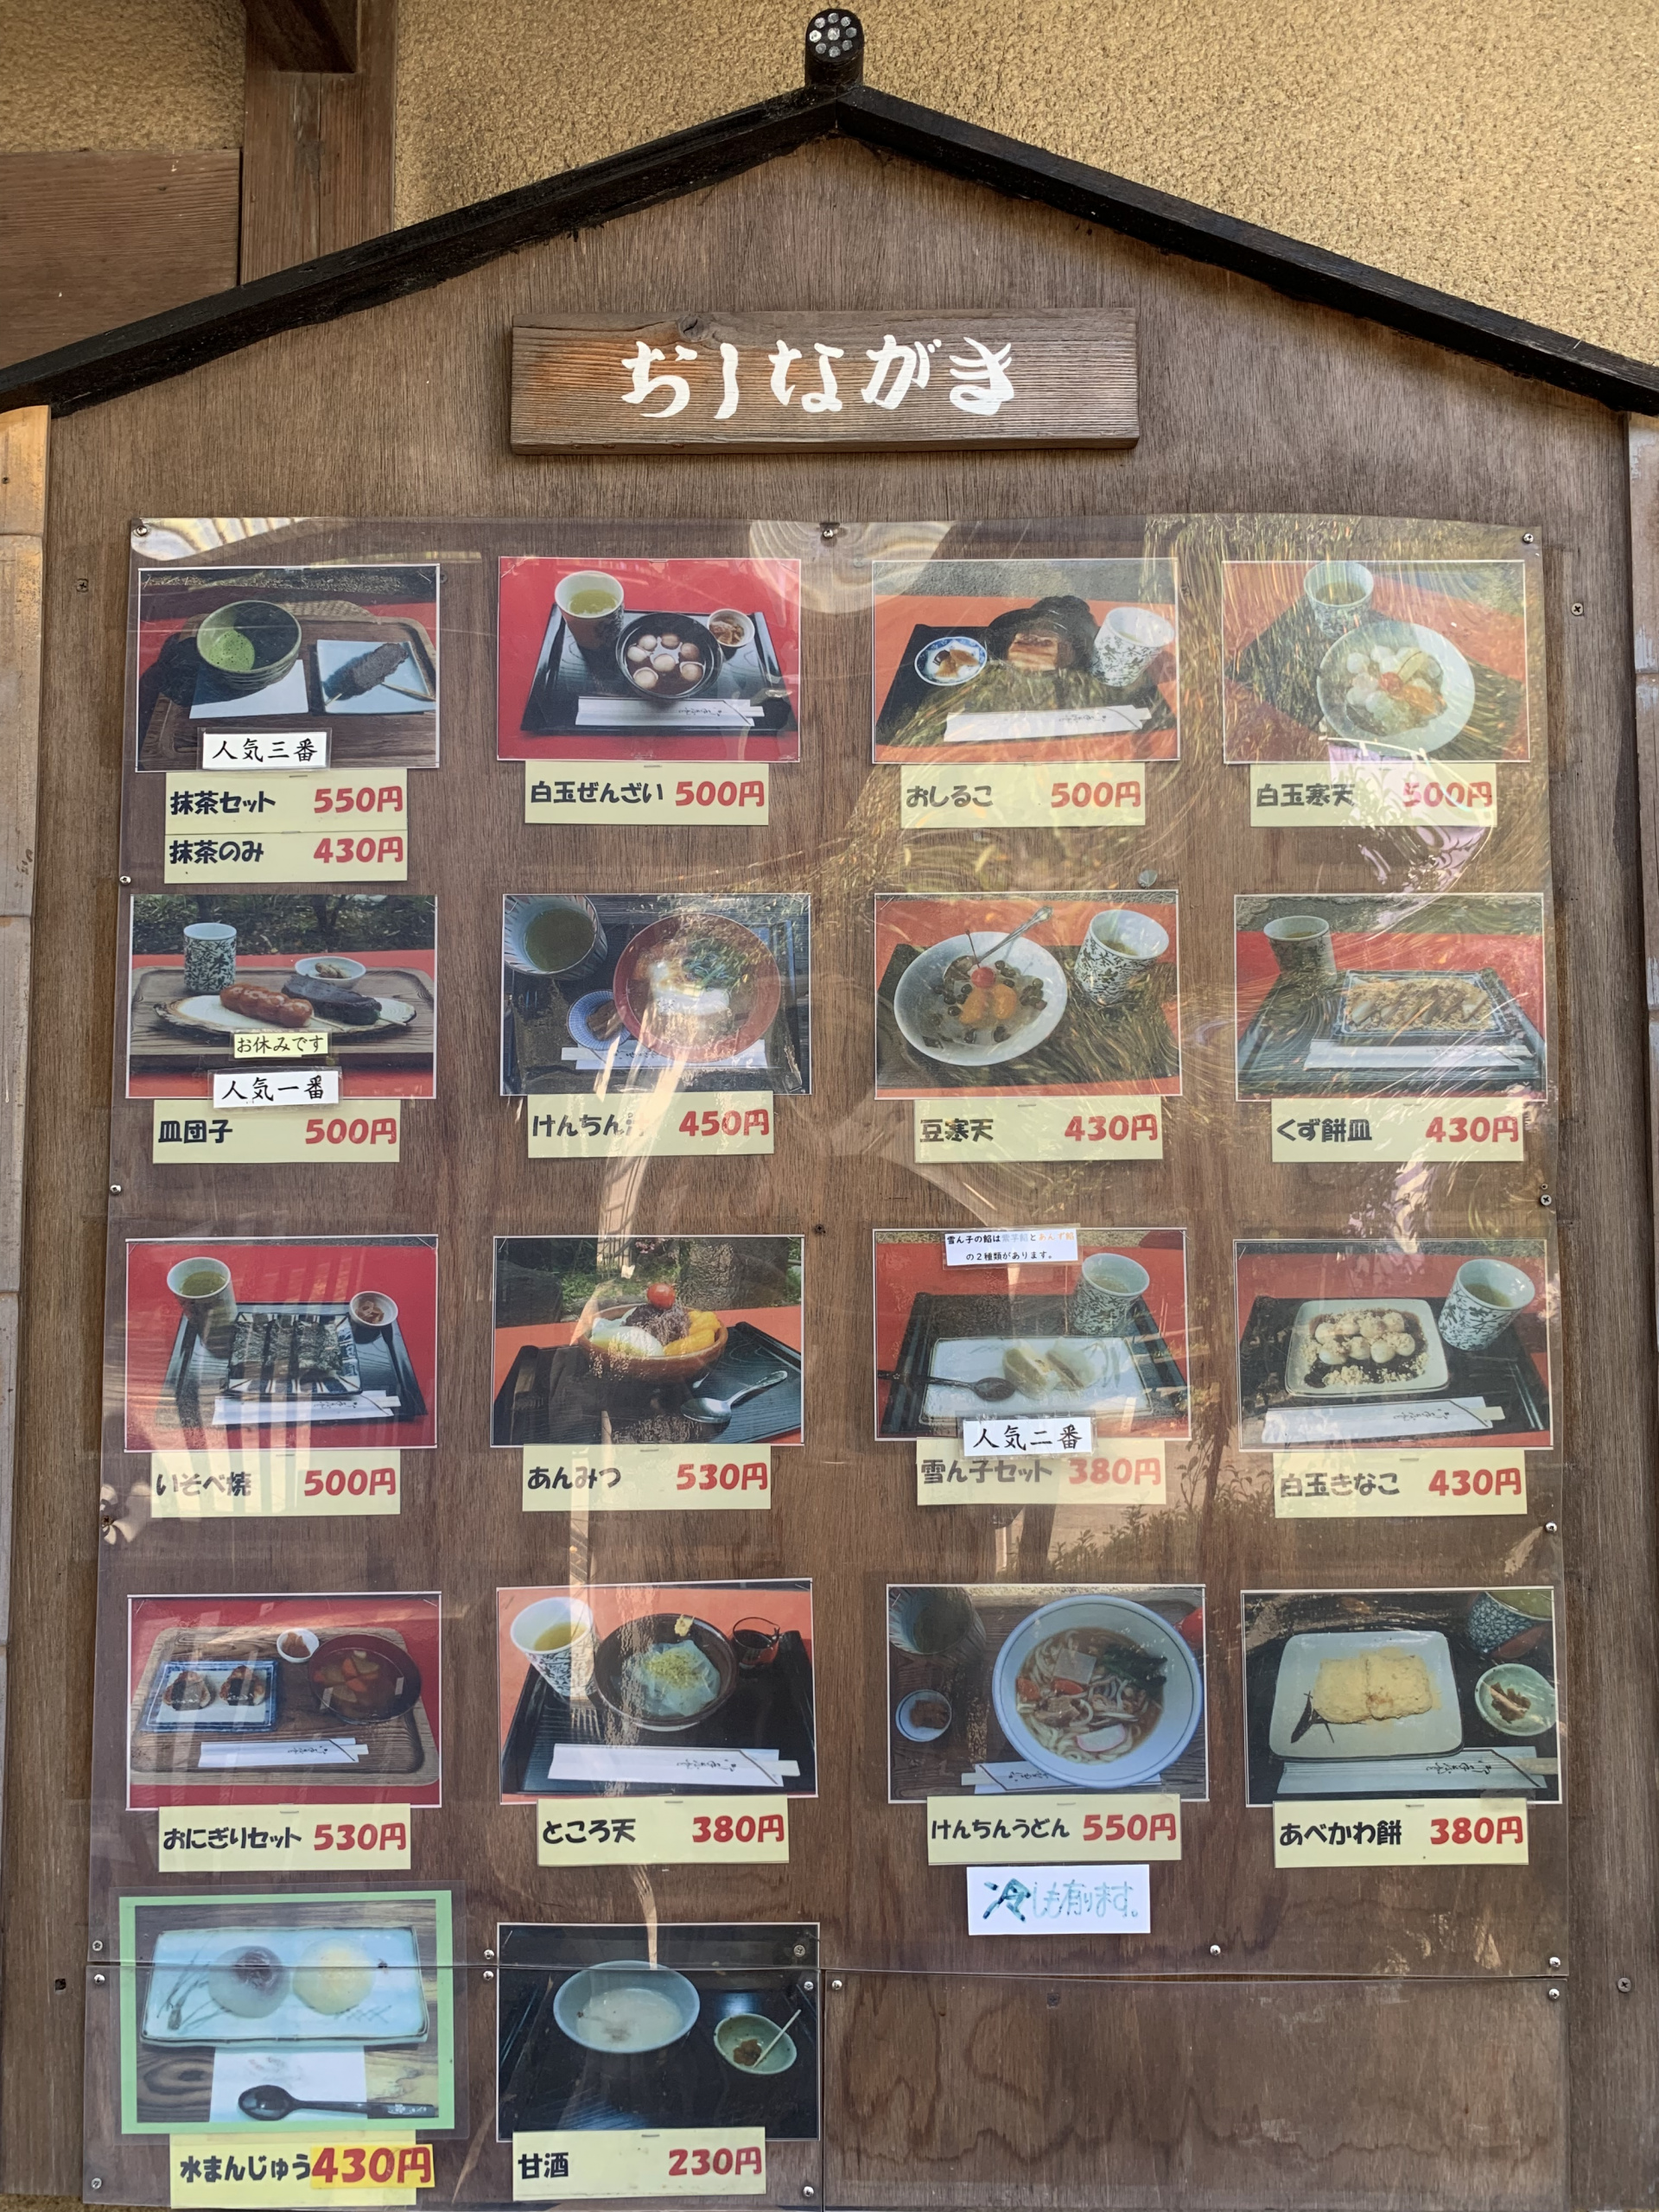 おしながき
人気三番
抹茶セット 550円
抹茶のみ 430円
白玉ぜんざい 500円
おしるこ 500円
白玉寒天 500円
お休みです
人気一番
皿団子 500円
けんちん 450円
豆寒天 430円
くず餅皿 430円
いそべ焼 500円
あんみつ 530円
雪ん子の餡は紫芋餡とあんず餡
の2種類があります。
人気二番
雪ん子セット 380円
白玉きなこ 430円
おにぎりセット 530円
ところ天 380円
けんちんうどん 550円
冷しも有ります。
あべかわ餅 380円
水まんじゅう 430円
甘酒 230円